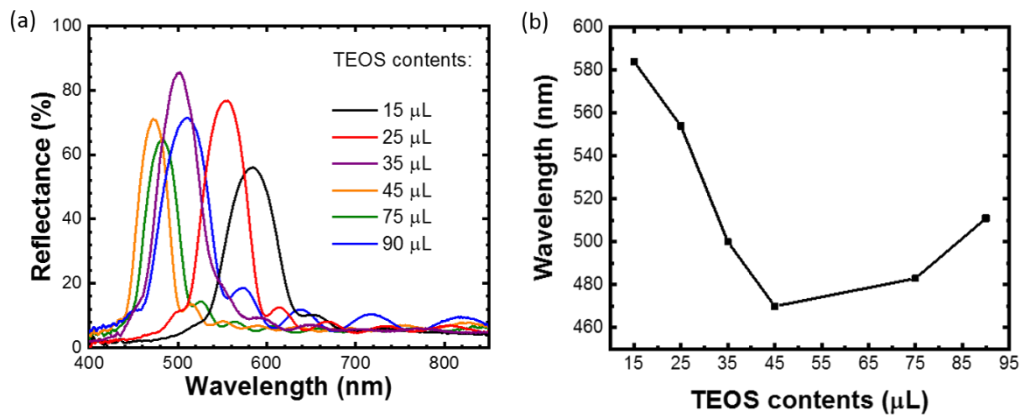 (a)
Reflectance (%)
100
80
60
40
20
0
TEOS contents:
15 μL
25 μL
35 μL
45 μL
75 μL
90 μL
400 500 600 700 800
Wavelength (nm)
(b)
Wavelength (nm)
600
580
560
540
520
500
480
460
15 25 35 45 55 65 75 85 95
TEOS contents (μL)